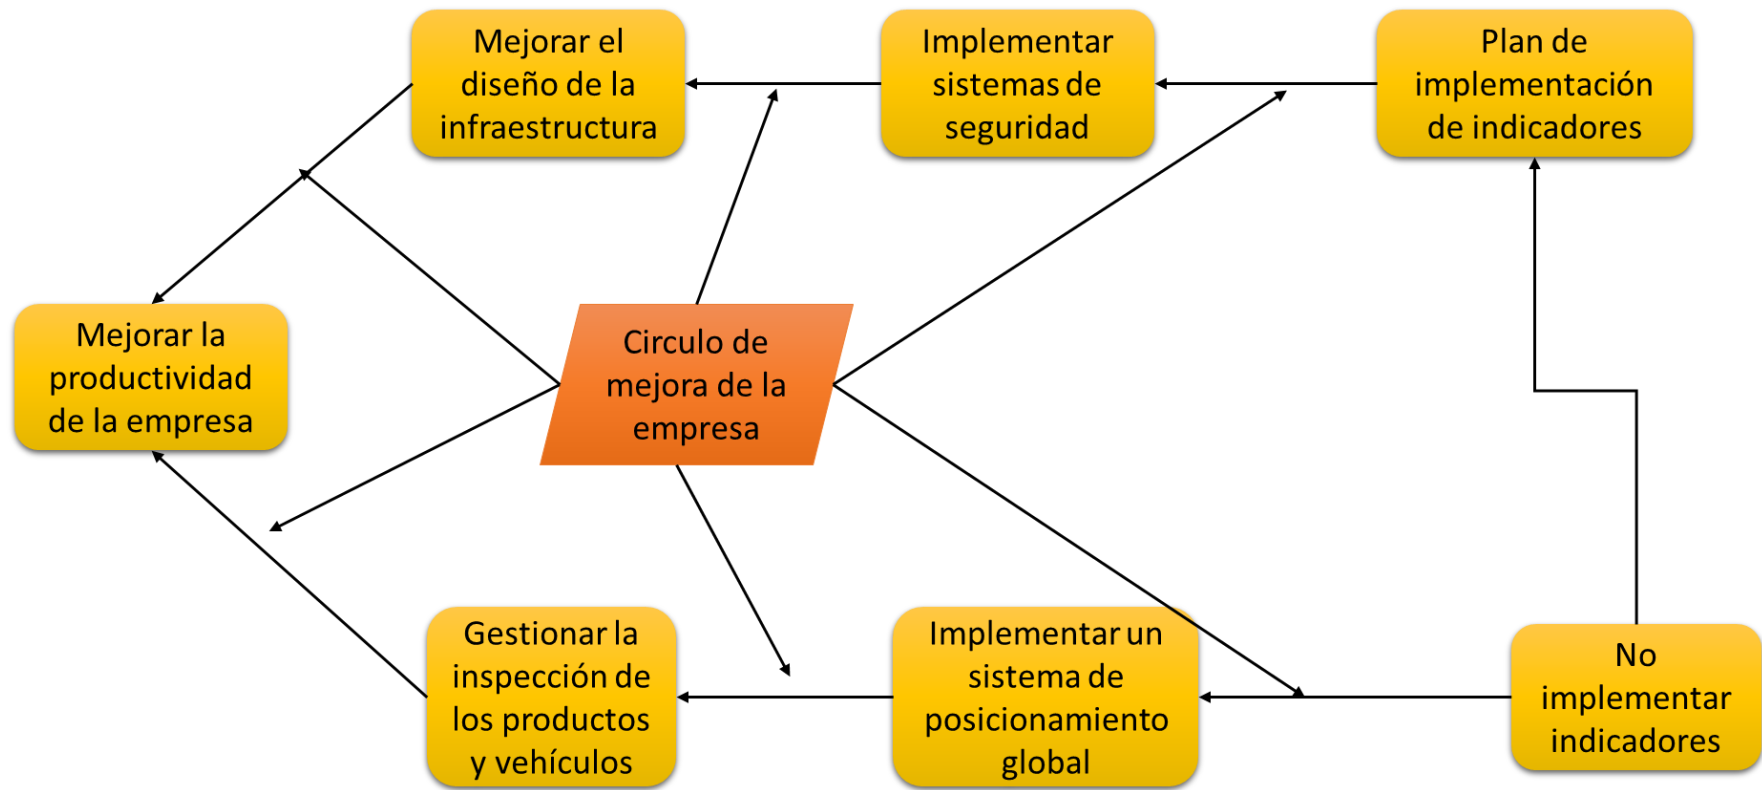 Mejorar el
diseño de la
infraestructura
Implementar
sistemas de
seguridad
Plan de
implementación
de indicadores
Mejorar la
productividad
de la empresa
Circulo de
mejora de la
empresa
Gestionar la
inspección de
los productos
y vehículos
Implementar un
sistema de
posicionamiento
global
No
implementar
indicadores